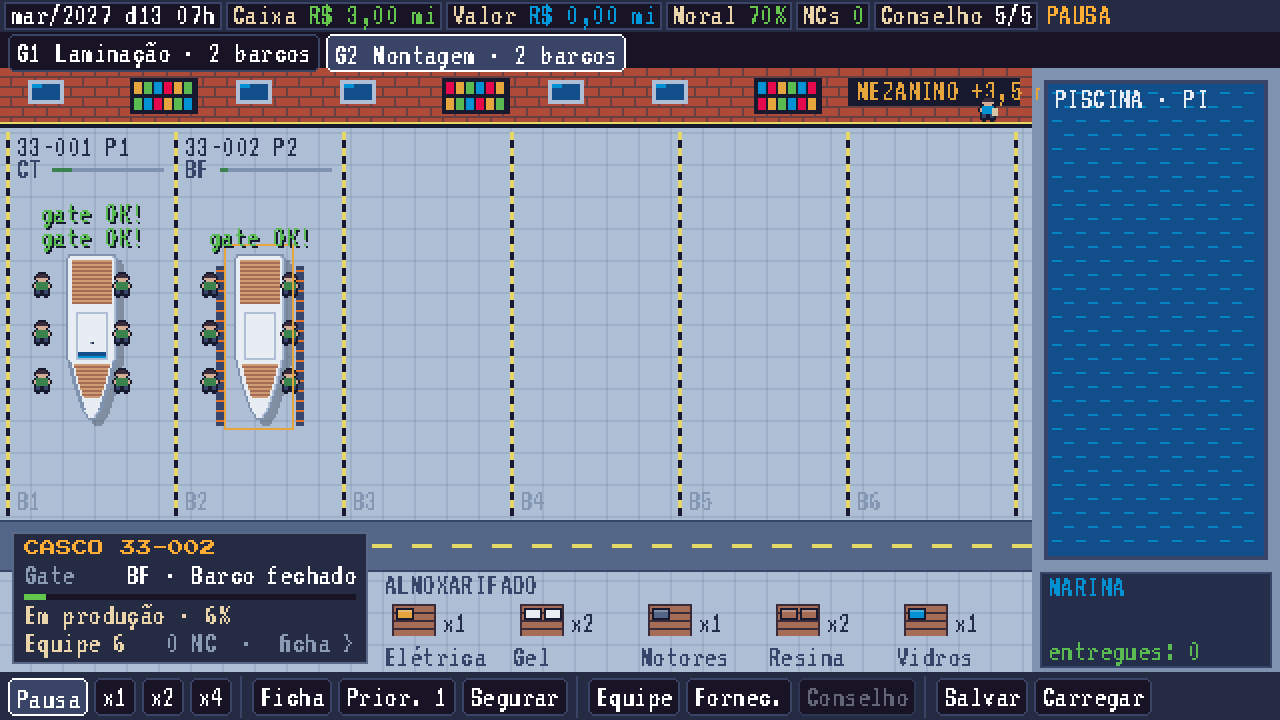 mar/2027 d13 07h Caixa R$ 3,00 mi Valor R$ 0,00 mi Moral 70% NCs 0 Conselho 5/5 PAUSA
G1 Laminação · 2 barcos G2 Montagem · 2 barcos
NEZANINO +3,5
PISCINA · PI
33-001 P1 33-002 P2
CT BF
gate OK!
gate OK! gate OK!
B1 B2 B3 B4 B5 B6
CASCO 33-002
Gate BF · Barco fechado
Em produção · 6%
Equipe 6 0 NC · ficha }
ALMOXARIFADO
x1 x2 x1 x2 x1
Elétrica Gel Motores Resina Vidros
MARINA
entregues: 0
Pausa x1 x2 x4 Ficha Prior. 1 Segurar Equipe Fornec. Conselho Salvar Carregar